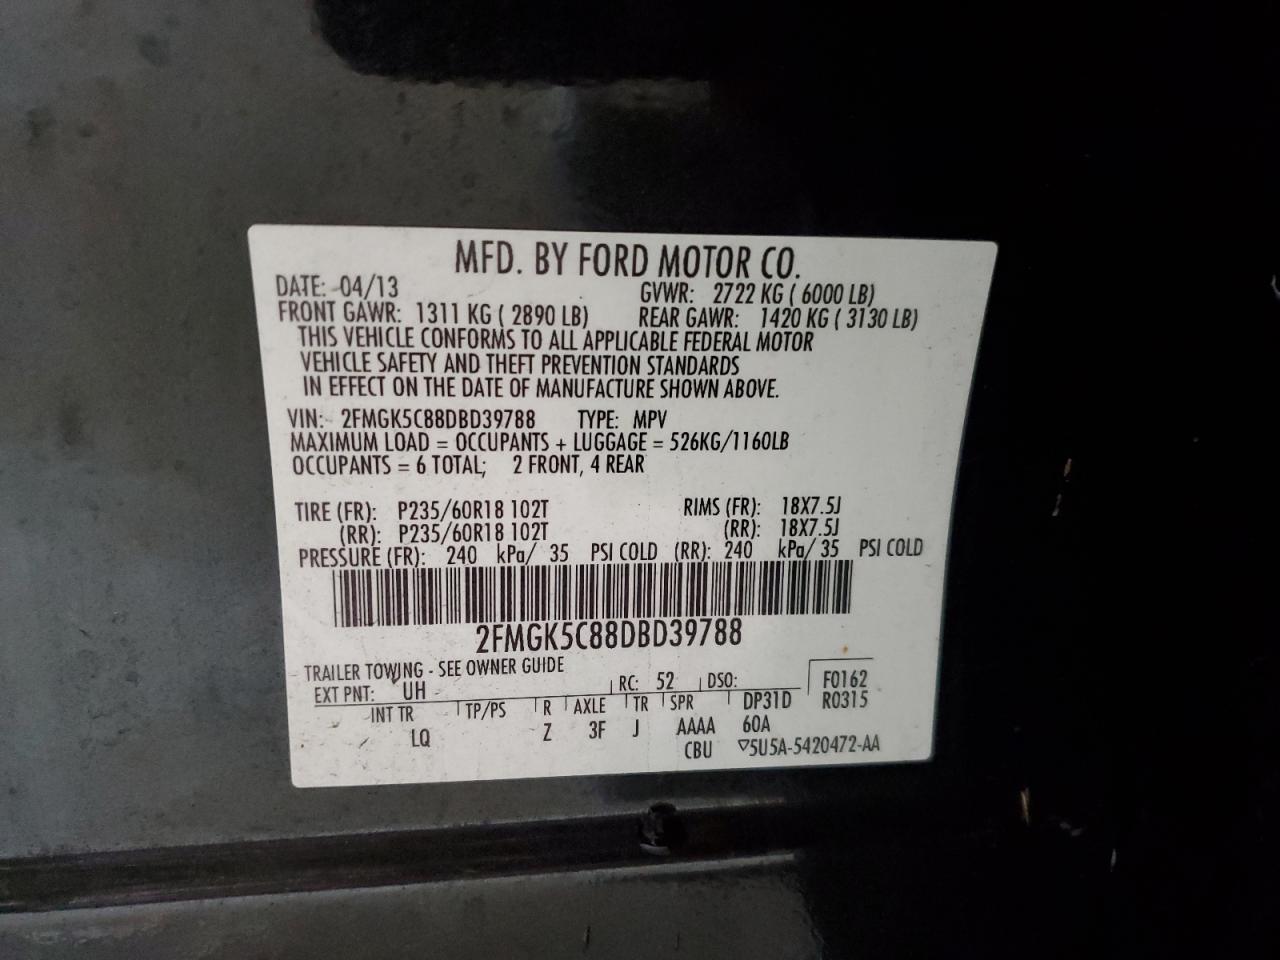 MFD. BY FORD MOTOR CO.
DATE: 04/13 GVWR: 2722 KG ( 6000 LB)
FRONT GAWR: 1311 KG ( 2890 LB) REAR GAWR: 1420 KG ( 3130 LB)
THIS VEHICLE CONFORMS TO ALL APPLICABLE FEDERAL MOTOR
VEHICLE SAFETY AND THEFT PREVENTION STANDARDS
IN EFFECT ON THE DATE OF MANUFACTURE SHOWN ABOVE.
VIN: 2FMGK5C88DBD39788 TYPE: MPV
MAXIMUM LOAD = OCCUPANTS + LUGGAGE = 526KG/1160LB
OCCUPANTS = 6 TOTAL; 2 FRONT, 4 REAR
TIRE (FR): P235/60R18 102T RIMS (FR): 18X7.5J
(RR): P235/60R18 102T (RR): 18X7.5J
PRESSURE (FR): 240 kPa/ 35 PSI COLD (RR): 240 kPa/ 35 PSI COLD
2FMGK5C88DBD39788
TRAILER TOWING - SEE OWNER GUIDE
EXT PNT: UH RC: 52 DSO: F0162
INT TR TP/PS R AXLE TR SPR DP31D R0315
LQ Z 3F J AAAA 60A
CBU ▽5U5A-5420472-AA